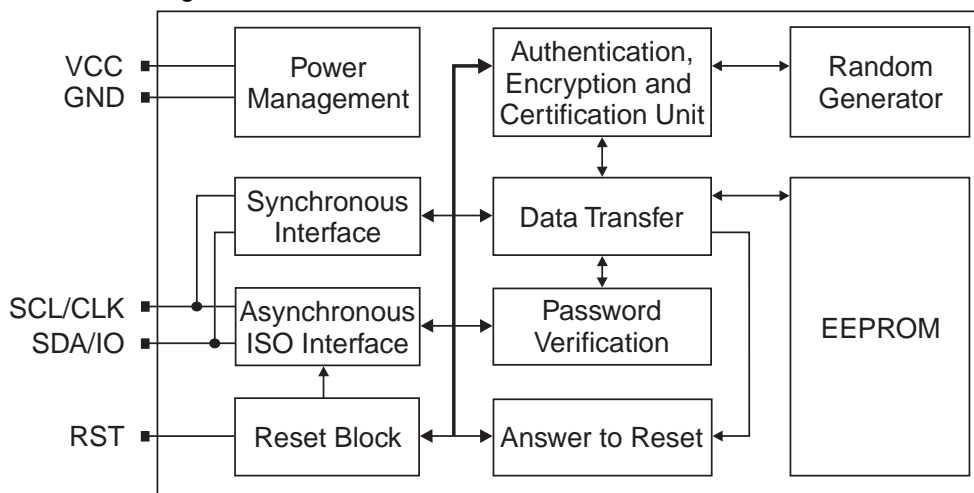 VCC
GND
Power
Management
Authentication,
Encryption and
Certification Unit
Random
Generator
Synchronous
Interface
Data Transfer
SCL/CLK
SDA/IO
Asynchronous
ISO Interface
Password
Verification
EEPROM
RST
Reset Block
Answer to Reset